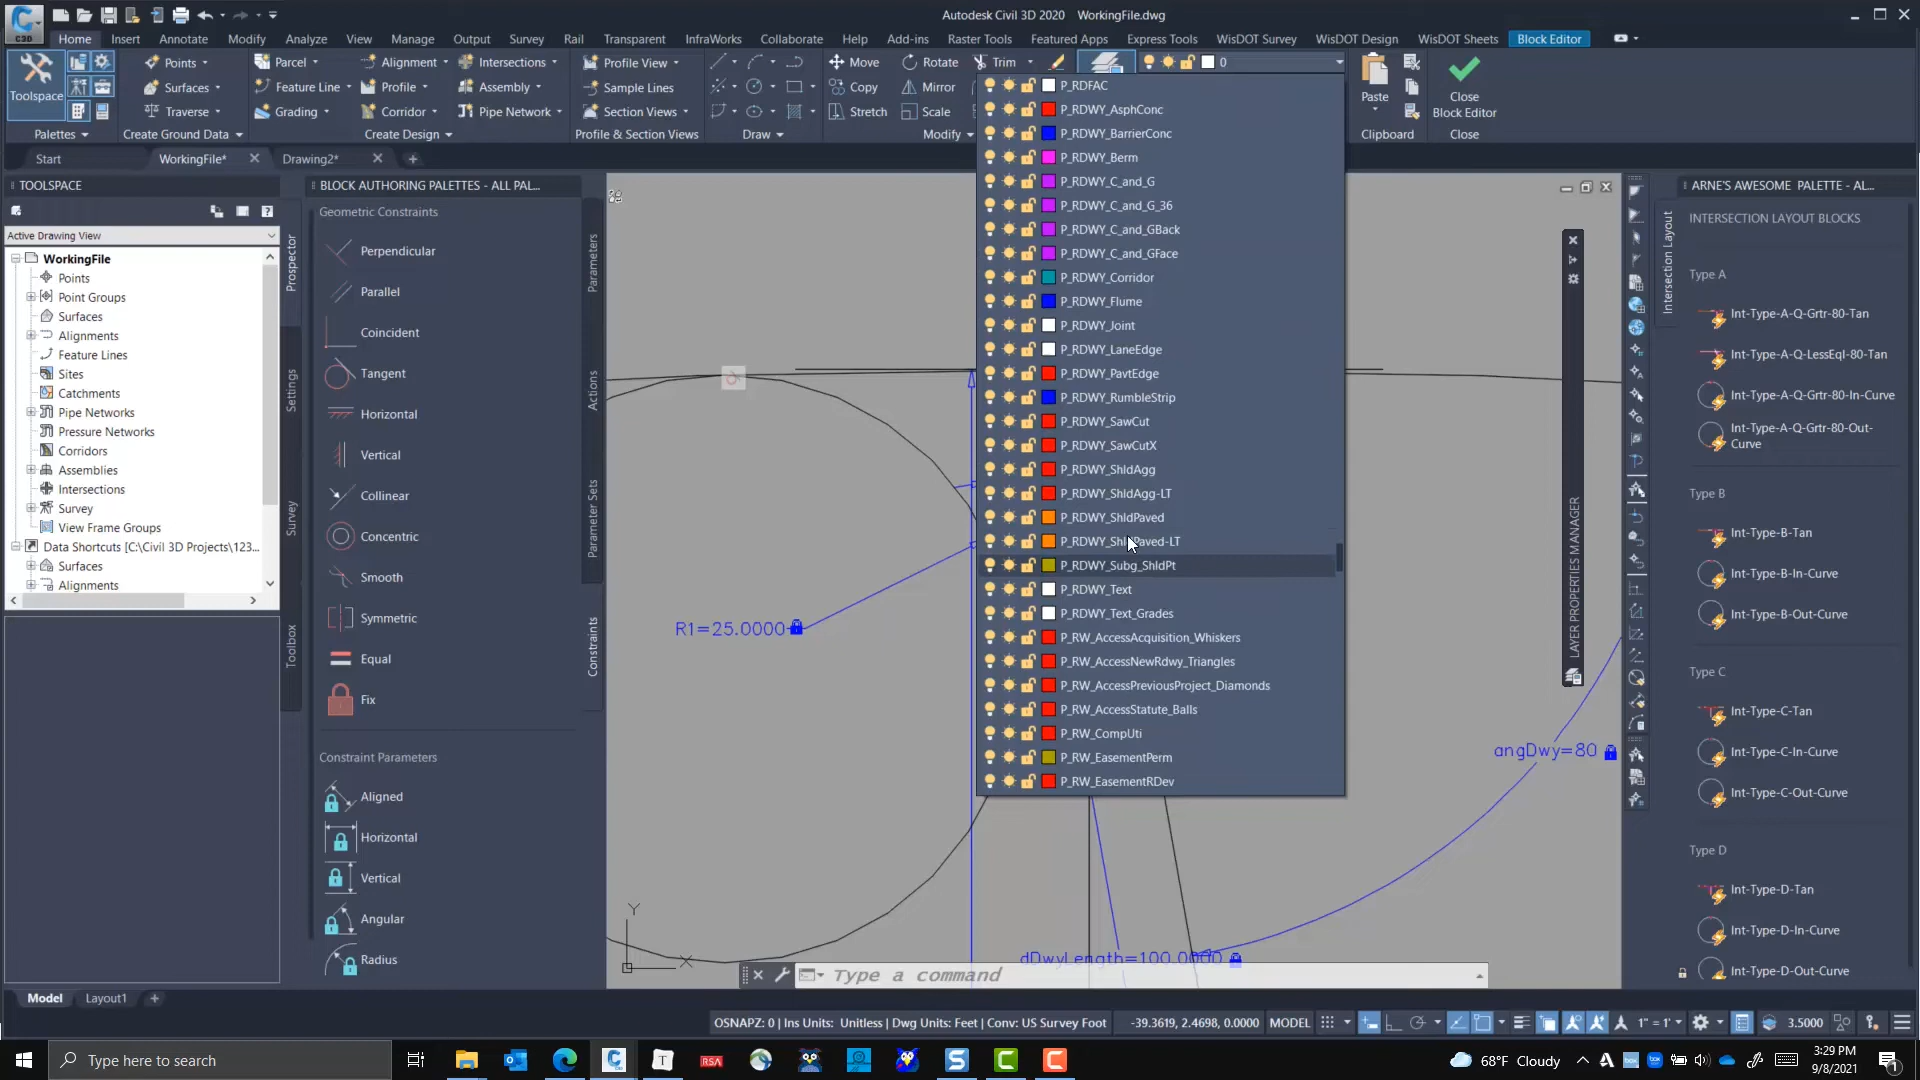 Autodesk Civil 3D 2020 WorkingFile.dwg
C3D
Home Insert Annotate Modify Analyze View Manage Output Survey Rail Transparent InfraWorks Collaborate Help Add-ins Raster Tools Featured Apps Express Tools WisDOT Survey WisDOT Design WisDOT Sheets Block Editor
Toolspace
Points
Surfaces
Traverse
Parcel
Feature Line
Grading
Alignment
Profile
Corridor
Intersections
Assembly
Pipe Network
Profile View
Sample Lines
Section Views
Move
Copy
Stretch
Rotate
Mirror
Scale
Trim
0
Paste
Close
Block Editor
Palettes
Create Ground Data
Create Design
Profile & Section Views
Draw
Modify
Clipboard
Close
Start
WorkingFile*
Drawing2*
TOOLSPACE
Active Drawing View
WorkingFile
Points
Point Groups
Surfaces
Alignments
Feature Lines
Sites
Catchments
Pipe Networks
Pressure Networks
Corridors
Assemblies
Intersections
Survey
View Frame Groups
Data Shortcuts [C:\Civil 3D Projects\123...
Surfaces
Alignments
Prospector
Settings
Survey
Toolbox
BLOCK AUTHORING PALETTES - ALL PAL...
Geometric Constraints
Perpendicular
Parallel
Coincident
Tangent
Horizontal
Vertical
Collinear
Concentric
Smooth
Symmetric
Equal
Fix
Constraint Parameters
Aligned
Horizontal
Vertical
Angular
Radius
Parameters
Actions
Parameter Sets
Constraints
P_RDFAC
P_RDWY_AsphConc
P_RDWY_BarrierConc
P_RDWY_Berm
P_RDWY_C_and_G
P_RDWY_C_and_G_36
P_RDWY_C_and_GBack
P_RDWY_C_and_GFace
P_RDWY_Corridor
P_RDWY_Flume
P_RDWY_Joint
P_RDWY_LaneEdge
P_RDWY_PavtEdge
P_RDWY_RumbleStrip
P_RDWY_SawCut
P_RDWY_SawCutX
P_RDWY_ShldAgg
P_RDWY_ShldAgg-LT
P_RDWY_ShldPaved
P_RDWY_ShldPaved-LT
P_RDWY_Subg_ShldPt
P_RDWY_Text
P_RDWY_Text_Grades
P_RW_AccessAcquisition_Whiskers
P_RW_AccessNewRdwy_Triangles
P_RW_AccessPreviousProject_Diamonds
P_RW_AccessStatute_Balls
P_RW_CompUti
P_RW_EasementPerm
P_RW_EasementRDev
R1=25.0000
angDwy=80
dDwyLength=100.0000
Y
X
Type a command
LAYER PROPERTIES MANAGER
ARNE'S AWESOME PALETTE - AL...
Intersection Layout
INTERSECTION LAYOUT BLOCKS
Type A
Int-Type-A-Q-Grtr-80-Tan
Int-Type-A-Q-LessEql-80-Tan
Int-Type-A-Q-Grtr-80-In-Curve
Int-Type-A-Q-Grtr-80-Out-
Curve
Type B
Int-Type-B-Tan
Int-Type-B-In-Curve
Int-Type-B-Out-Curve
Type C
Int-Type-C-Tan
Int-Type-C-In-Curve
Int-Type-C-Out-Curve
Type D
Int-Type-D-Tan
Int-Type-D-In-Curve
Int-Type-D-Out-Curve
Model Layout1
OSNAPZ: 0 | Ins Units: Unitless | Dwg Units: Feet | Conv: US Survey Foot
-39.3619, 2.4698, 0.0000 MODEL
1" = 1'
3.5000
Type here to search
T
RSA
S
C
C
68°F Cloudy
3:29 PM
9/8/2021
1